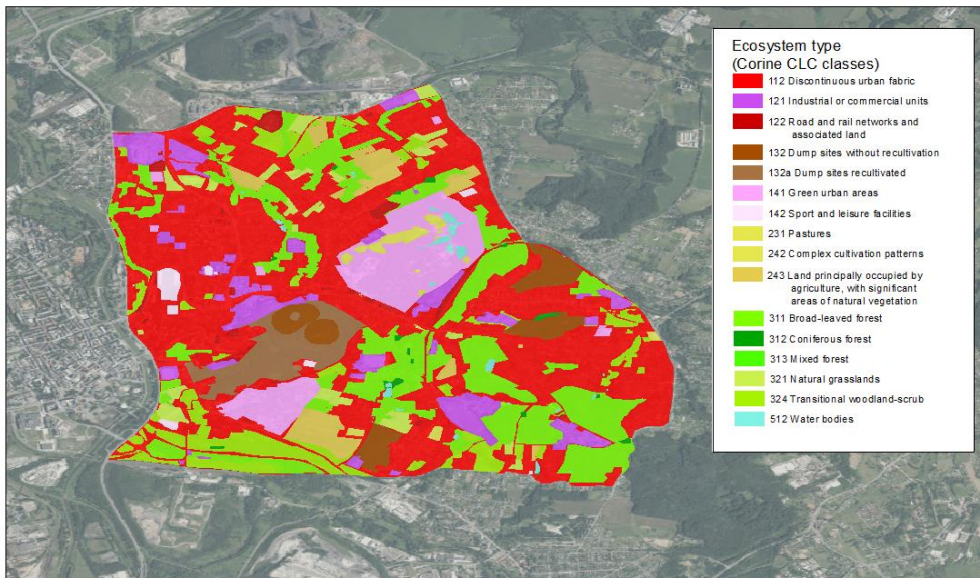 Ecosystem type
(Corine CLC classes)
112 Discontinuous urban fabric
121 Industrial or commercial units
122 Road and rail networks and
associated land
132 Dump sites without recultivation
132a Dump sites recultivated
141 Green urban areas
142 Sport and leisure facilities
231 Pastures
242 Complex cultivation patterns
243 Land principally occupied by
agriculture, with significant
areas of natural vegetation
311 Broad-leaved forest
312 Coniferous forest
313 Mixed forest
321 Natural grasslands
324 Transitional woodland-scrub
512 Water bodies